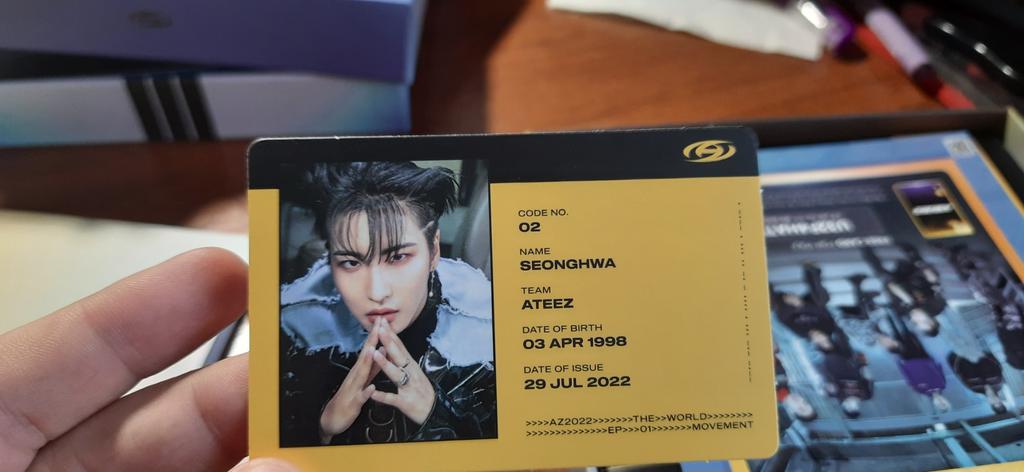 CODE NO.
02
NAME
SEONGHWA
TEAM
ATEEZ
DATE OF BIRTH
03 APR 1998
DATE OF ISSUE
29 JUL 2022
>>>>AZ2022>>>>>>>THE>>WORLD>>>>>>>>
>>>>>>>>>>>>>>EP>>>01>>>>>>>MOVEMENT